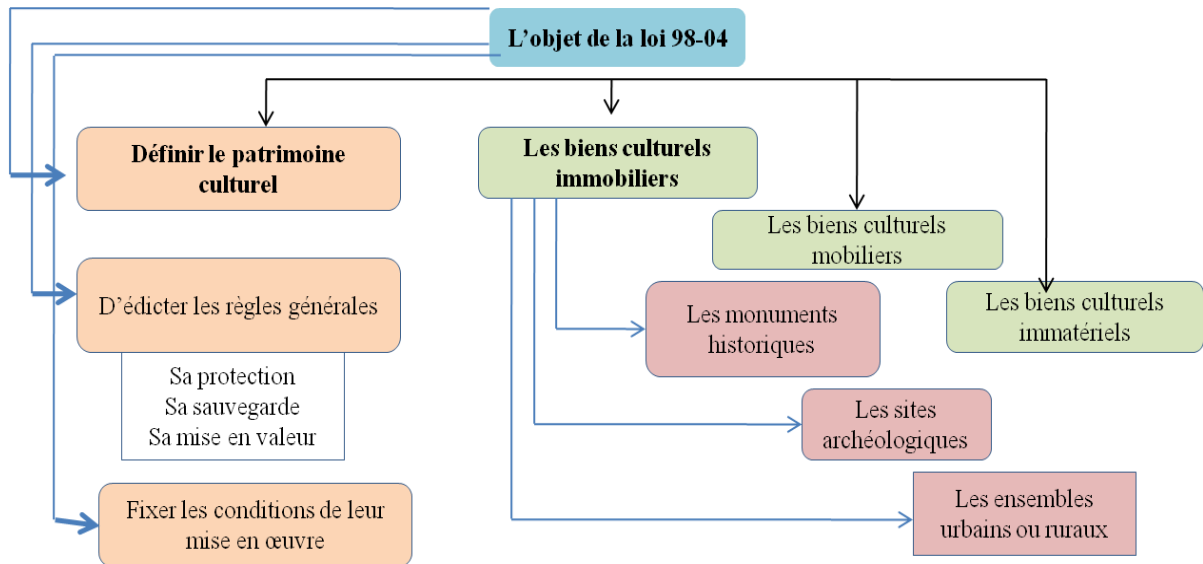 L’objet de la loi 98-04
Définir le patrimoine
culturel
Les biens culturels
immobiliers
Les biens culturels
mobiliers
Les biens culturels
immatériels
D’édicter les règles générales
Sa protection
Sa sauvegarde
Sa mise en valeur
Fixer les conditions de leur
mise en œuvre
Les monuments
historiques
Les sites
archéologiques
Les ensembles
urbains ou ruraux